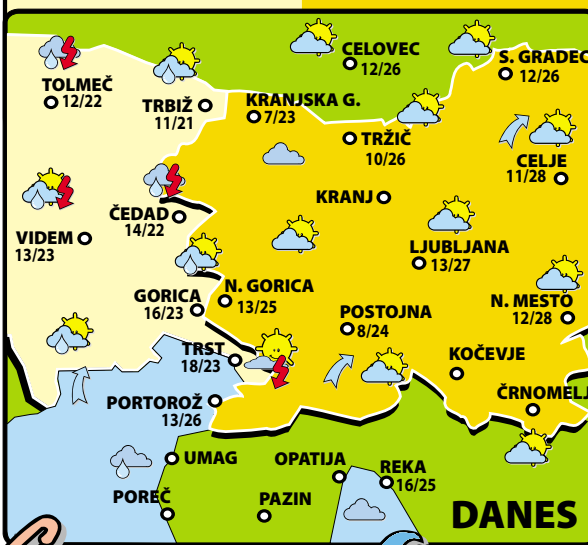 CELOVEC
12/26
S. GRADEC
12/26
TOLMEČ
12/22
TRBIŽ
11/21
KRANJSKA G.
7/23
TRŽIČ
10/26
CELJE
11/28
KRANJ
ČEDAD
14/22
VIDEM
13/23
LJUBLJANA
13/27
N. GORICA
13/25
GORICA
16/23
POSTOJNA
8/24
N. MESTO
12/28
TRST
18/23
KOČEVJE
PORTOROŽ
13/26
ČRNOMELJ
UMAG
OPATIJA
REKA
16/25
POREČ
PAZIN
DANES